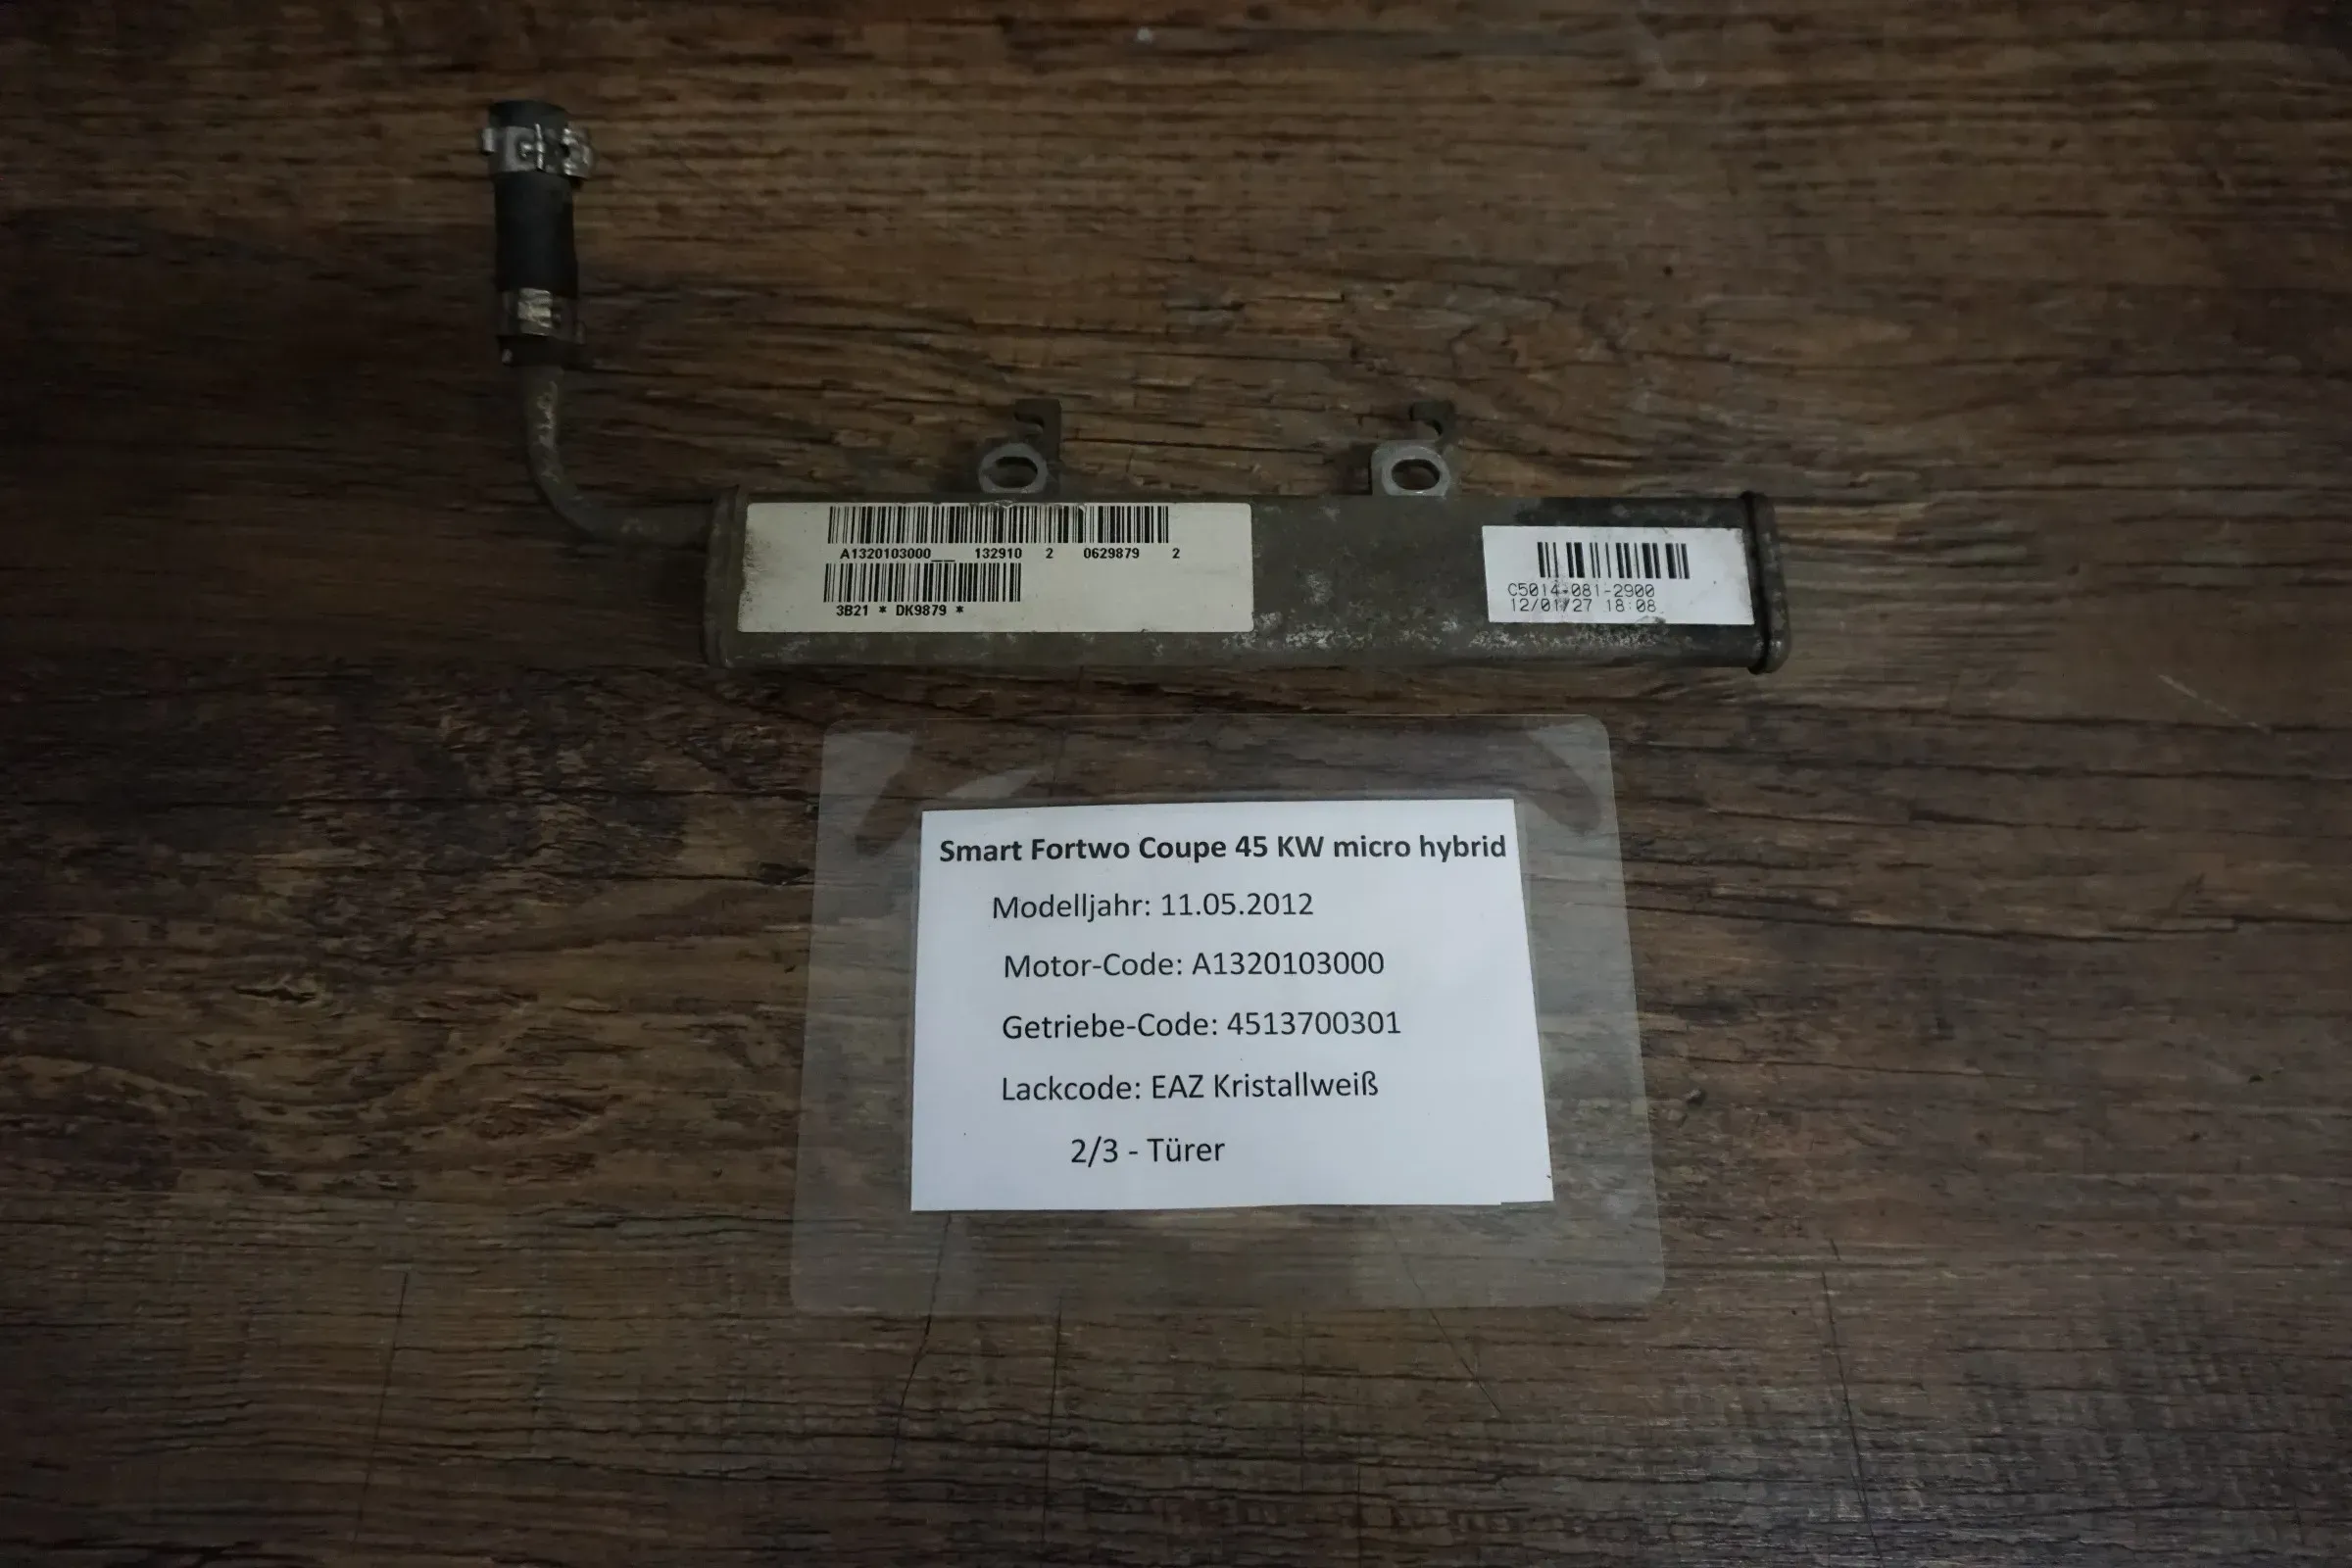 A1320103000__ 132910 2 0629879 2
3B21 * DK9879 *
C5014-081-2900
12/01/27 18:08
Smart Fortwo Coupe 45 KW micro hybrid
Modelljahr: 11.05.2012
Motor-Code: A1320103000
Getriebe-Code: 4513700301
Lackcode: EAZ Kristallweiß
2/3 - Türer